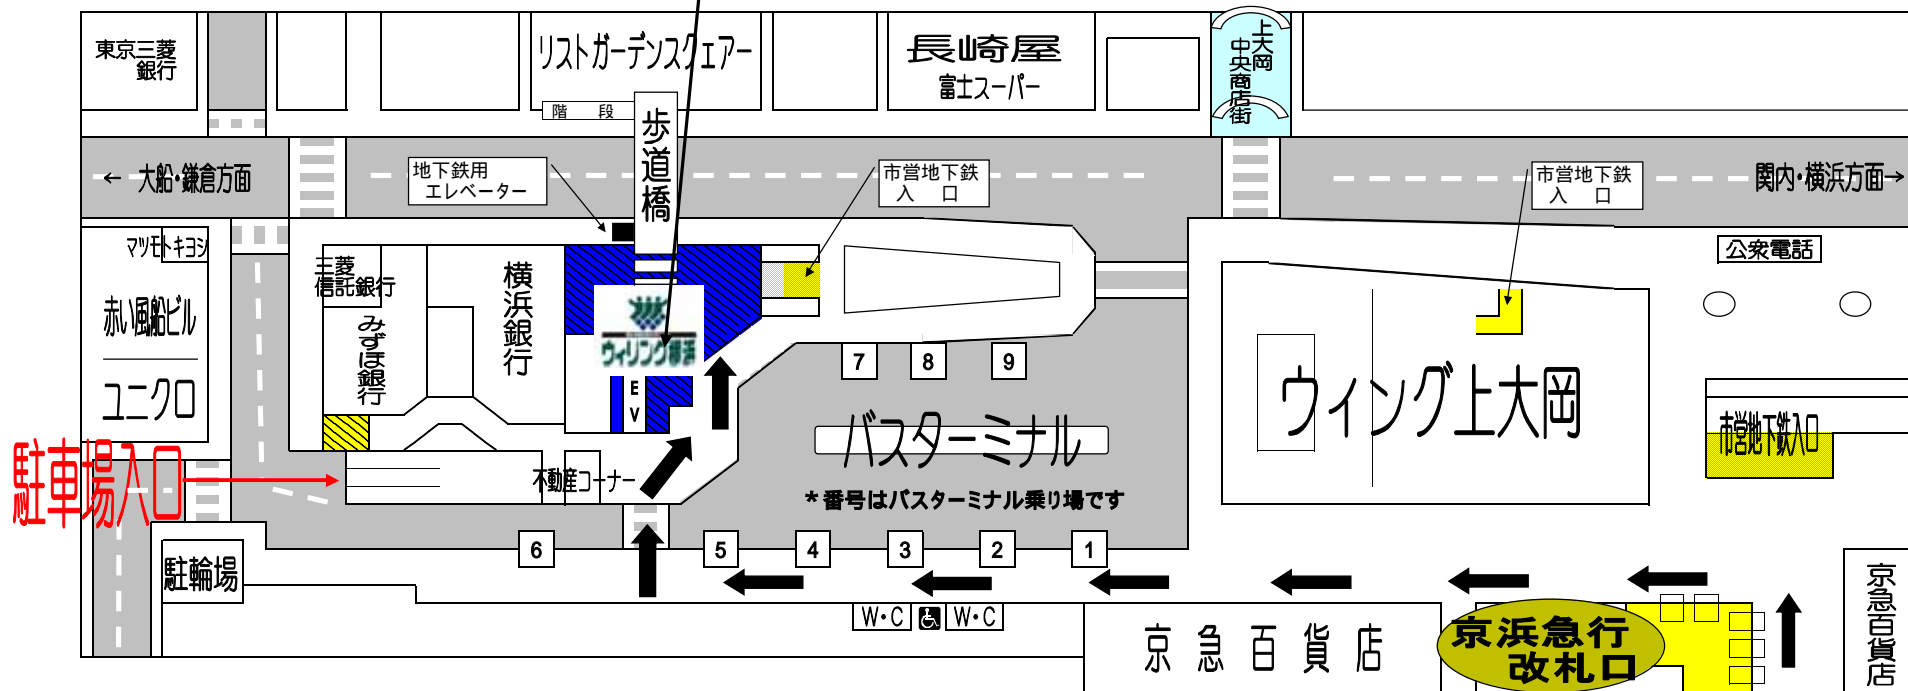 東京三菱
銀行
リストガーデンスクェアー
長崎屋
富士スーパー
上大岡
中央商店街
階 段
歩道橋
← 大船・鎌倉方面
地下鉄用
エレベーター
市営地下鉄
入 口
市営地下鉄
入 口
関内・横浜方面→
マツモトキヨシ
三菱
信託銀行
横浜銀行
公衆電話
赤い風船ビル
みずほ銀行
ウィリング横浜
ユニクロ
EV
7
8
9
ウィング上大岡
バスターミナル
市営地下鉄入口
駐車場入口
不動産コーナー
*番号はバスターミナル乗り場です
6
5
4
3
2
1
駐輪場
W・C
W・C
京急百貨店
京浜急行
改札口
京急百貨店